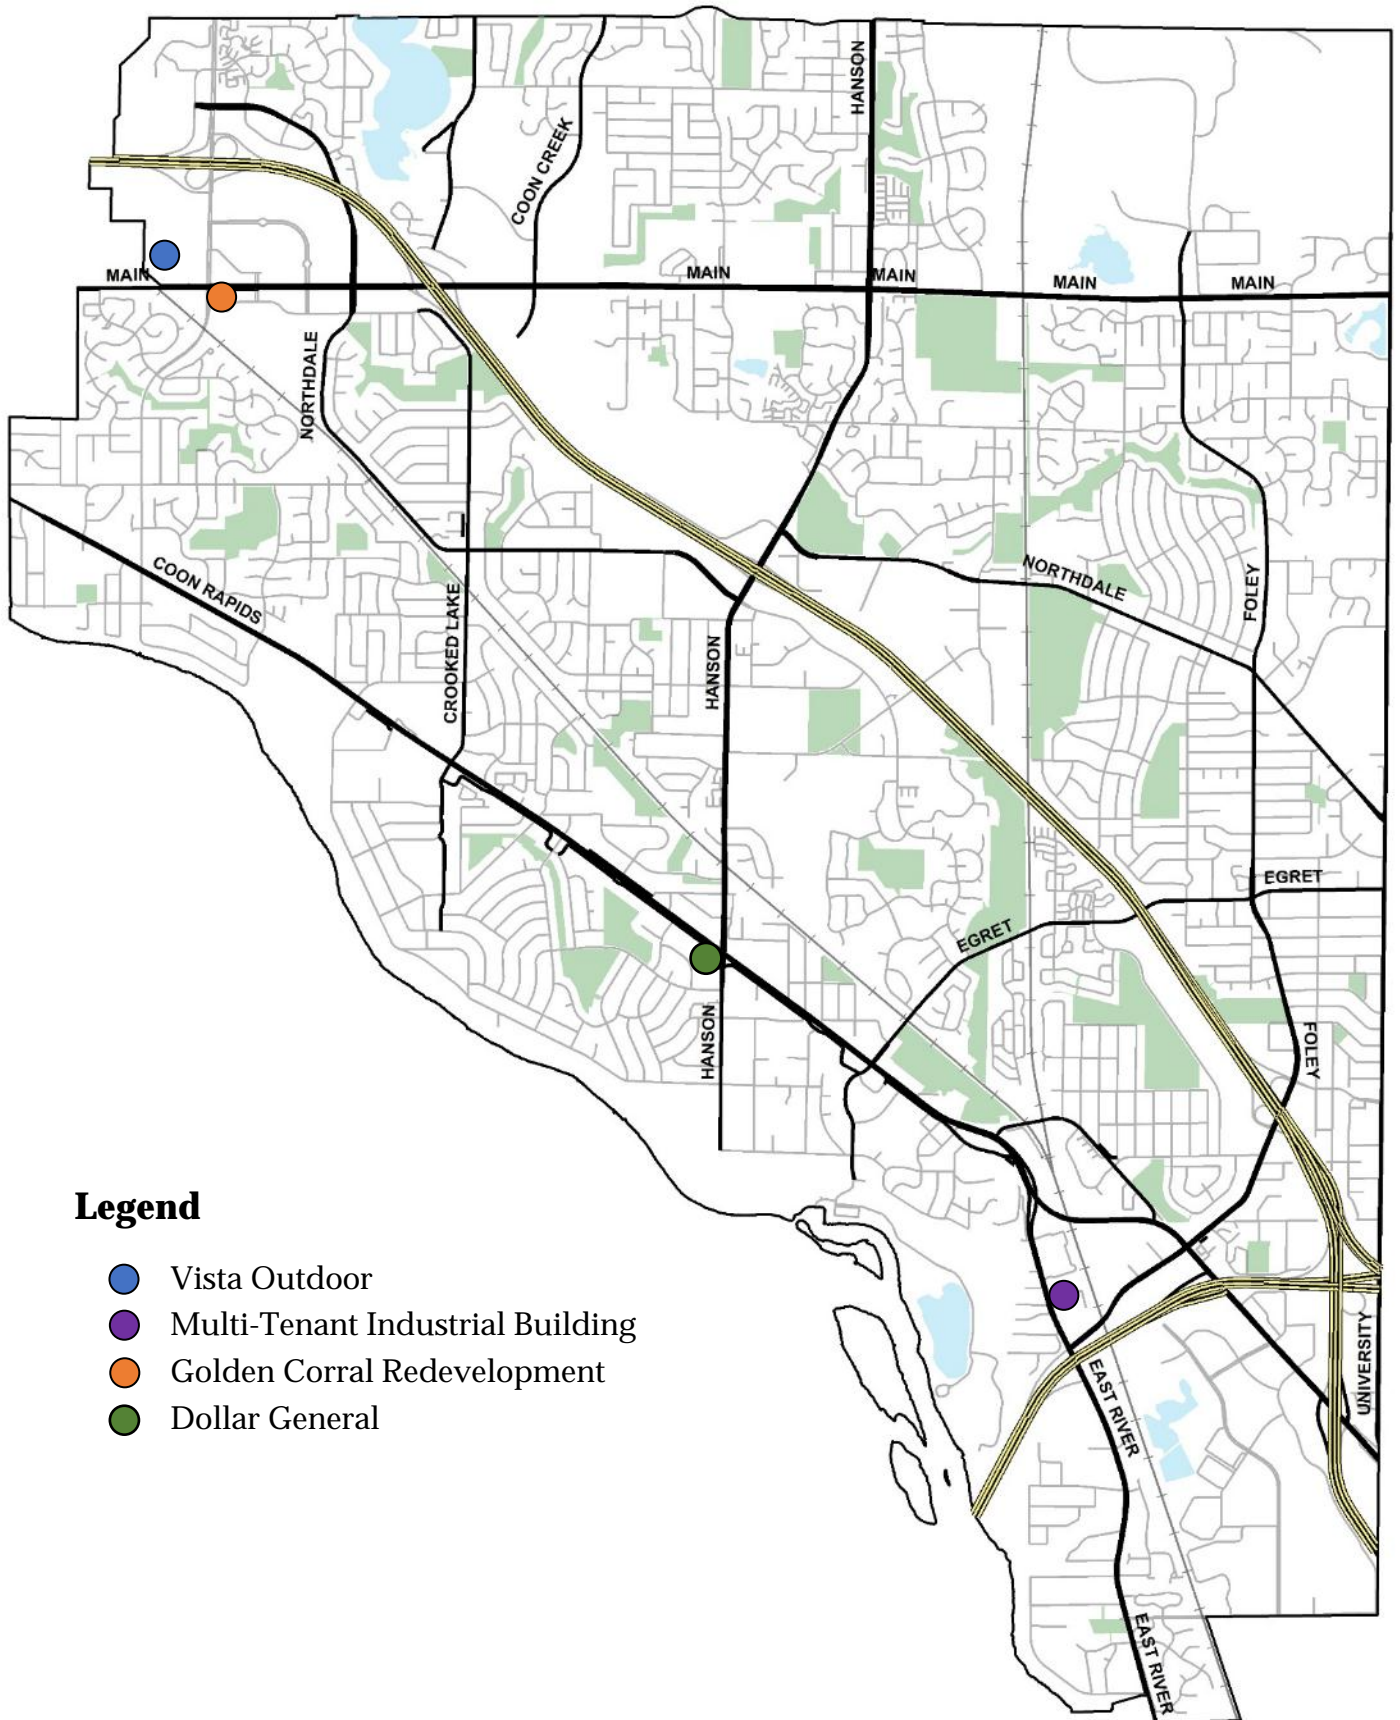 HANSON
COON CREEK
MAIN
MAIN
MAIN
MAIN
MAIN
NORTHDALE
COON RAPIDS
CROOKED LAKE
HANSON
NORTHDALE
FOLEY
EGRET
EGRET
HANSON
FOLEY
Legend
Vista Outdoor
Multi-Tenant Industrial Building
Golden Corral Redevelopment
Dollar General
UNIVERSITY
EAST RIVER
EAST RIVER